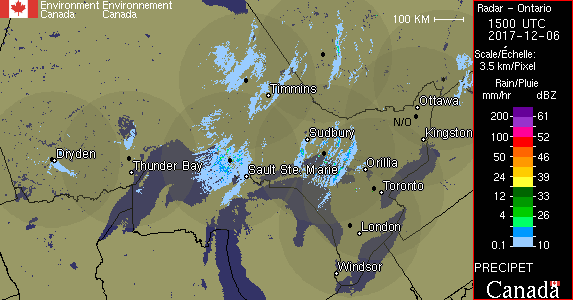 Environment Environnement
Canada Canada
100 KM
Radar - Ontario
1500 UTC
2017-12-06
Scale/Échelle:
3.5 km/Pixel
Rain/Pluie
mm/hr dBZ
200 61
100 52
50 46
24 39
12 33
4 26
0.1 10
PRECIPET
Canada
Timmins
Ottawa
N/O
Kingston
Sudbury
Dryden
Thunder Bay
Sault Ste. Marie
Orillia
Toronto
London
Windsor